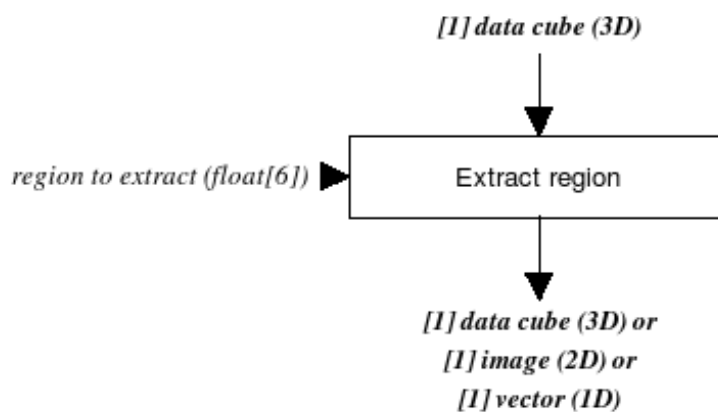 [1] data cube (3D)
region to extract (float[6])
Extract region
[1] data cube (3D) or
[1] image (2D) or
[1] vector (1D)